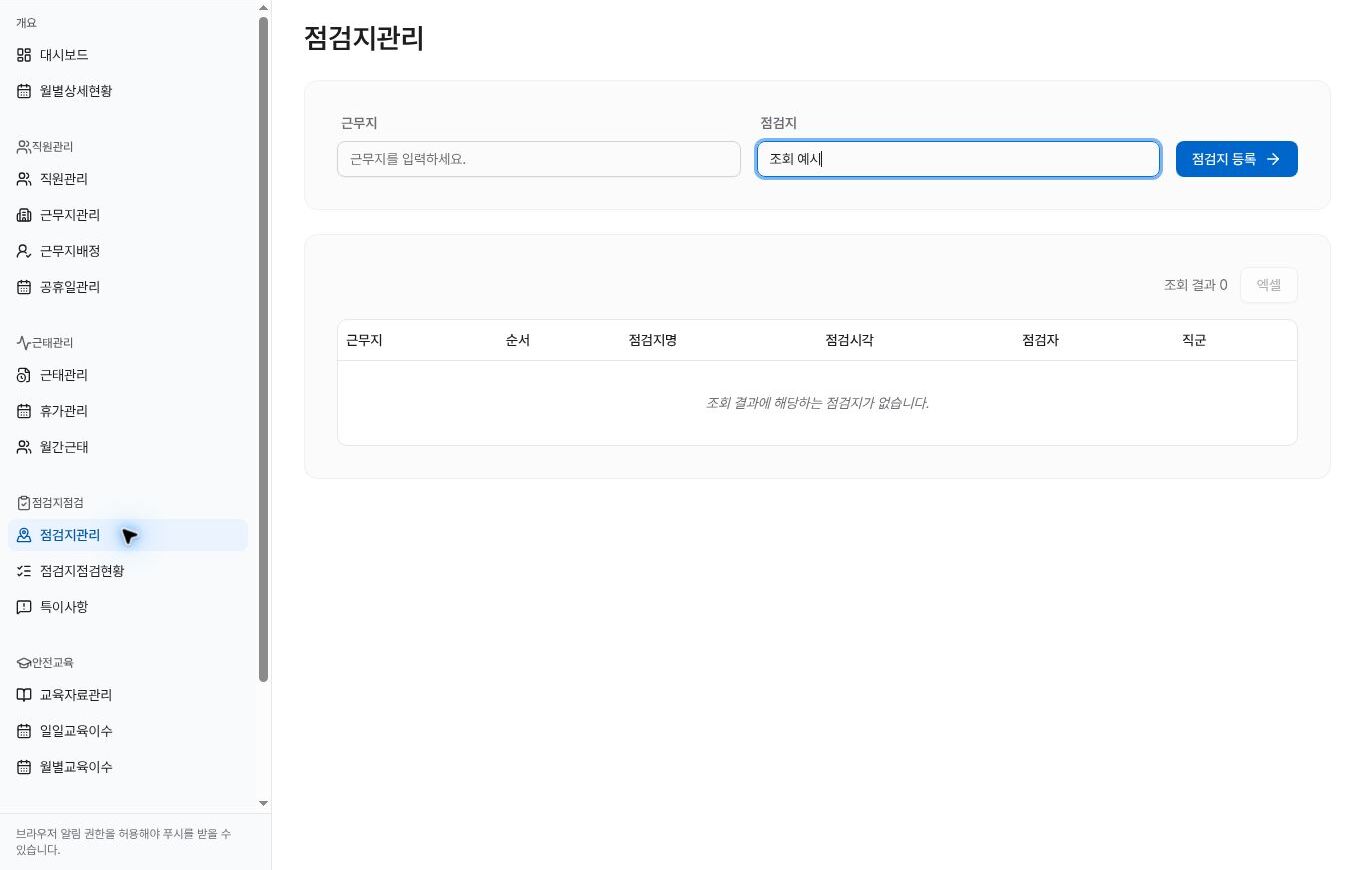 개요
대시보드
월별상세현황
직원관리
직원관리
근무지관리
근무지배정
공휴일관리
근태관리
근태관리
휴가관리
월간근태
점검지점검
점검지관리
점검지점검현황
특이사항
안전교육
교육자료관리
일일교육이수
월별교육이수
브라우저 알림 권한을 허용해야 푸시를 받을 수
있습니다.
점검지관리
근무지 점검지
근무지를 입력하세요. 조회 예시 점검지 등록
조회 결과 0 엑셀
근무지 순서 점검지명 점검시각 점검자 직군
조회 결과에 해당하는 점검지가 없습니다.